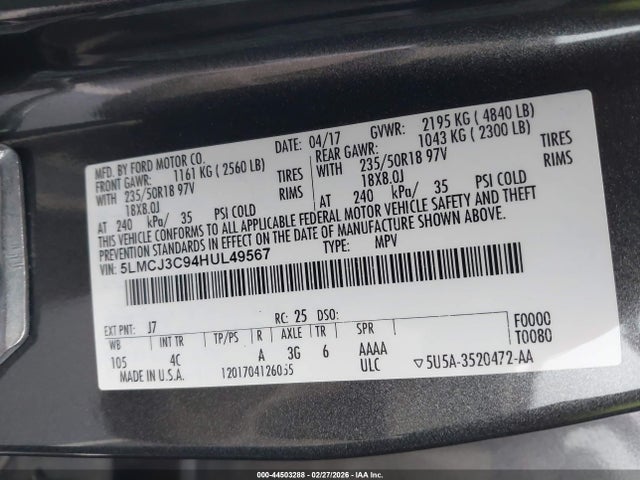 MFD. BY FORD MOTOR CO. DATE: 04/17 GVWR: 2195 KG ( 4840 LB)
FRONT GAWR: 1161 KG ( 2560 LB) REAR GAWR: 1043 KG ( 2300 LB)
WITH 235/50R18 97V TIRES WITH 235/50R18 97V TIRES
18X8.0J RIMS 18X8.0J RIMS
AT 240 kPa/ 35 PSI COLD AT 240 kPa/ 35 PSI COLD
THIS VEHICLE CONFORMS TO ALL APPLICABLE FEDERAL MOTOR VEHICLE SAFETY AND THEFT
PREVENTION STANDARDS IN EFFECT ON THE DATE OF MANUFACTURE SHOWN ABOVE.
VIN: 5LMCJ3C94HUL49567 TYPE: MPV
F0000
T0080
EXT PNT: J7 RC: 25 DSO:
WB INT TR TP/PS R AXLE TR SPR
105 4C A 3G 6 AAAA
ULC
MADE IN U.S.A. 1201704126055 ▽5U5A-3520472-AA
000-44503288 - 02/27/2026 - IAA Inc.